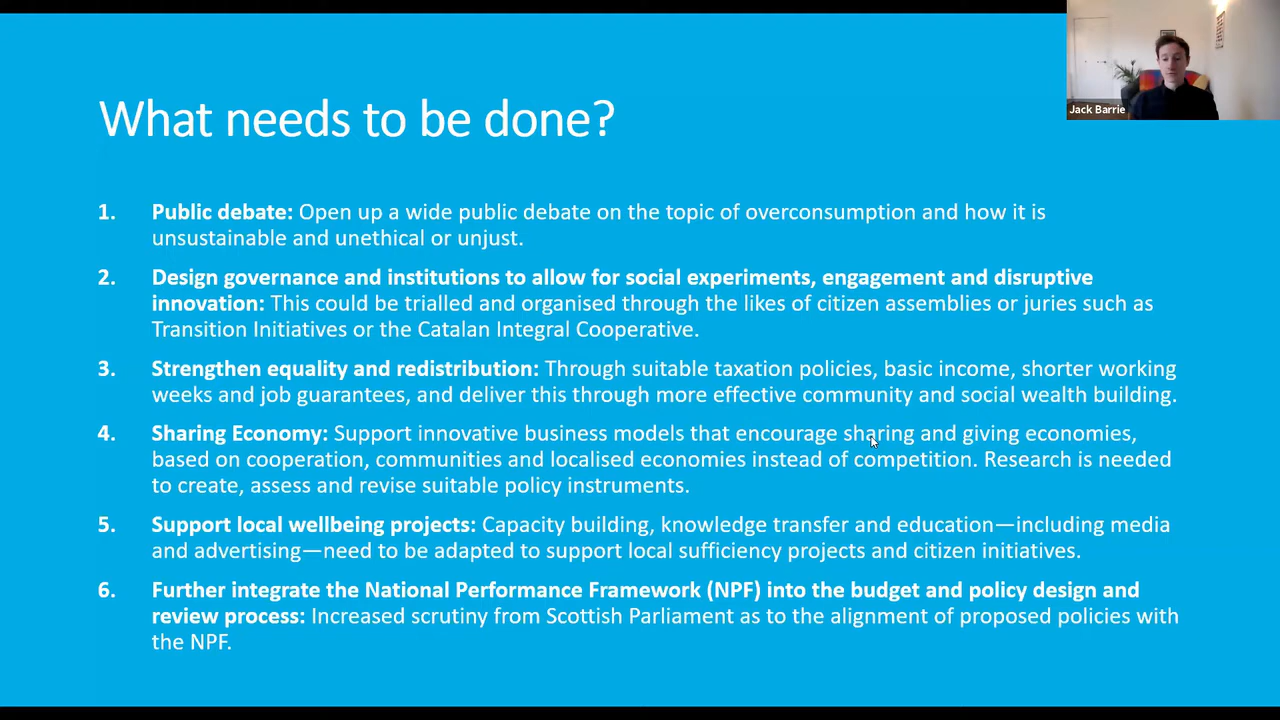 Jack Barrie
What needs to be done?
1. Public debate: Open up a wide public debate on the topic of overconsumption and how it is
unsustainable and unethical or unjust.
2. Design governance and institutions to allow for social experiments, engagement and disruptive
innovation: This could be trialled and organised through the likes of citizen assemblies or juries such as
Transition Initiatives or the Catalan Integral Cooperative.
3. Strengthen equality and redistribution: Through suitable taxation policies, basic income, shorter working
weeks and job guarantees, and deliver this through more effective community and social wealth building.
4. Sharing Economy: Support innovative business models that encourage sharing and giving economies,
based on cooperation, communities and localised economies instead of competition. Research is needed
to create, assess and revise suitable policy instruments.
5. Support local wellbeing projects: Capacity building, knowledge transfer and education—including media
and advertising—need to be adapted to support local sufficiency projects and citizen initiatives.
6. Further integrate the National Performance Framework (NPF) into the budget and policy design and
review process: Increased scrutiny from Scottish Parliament as to the alignment of proposed policies with
the NPF.